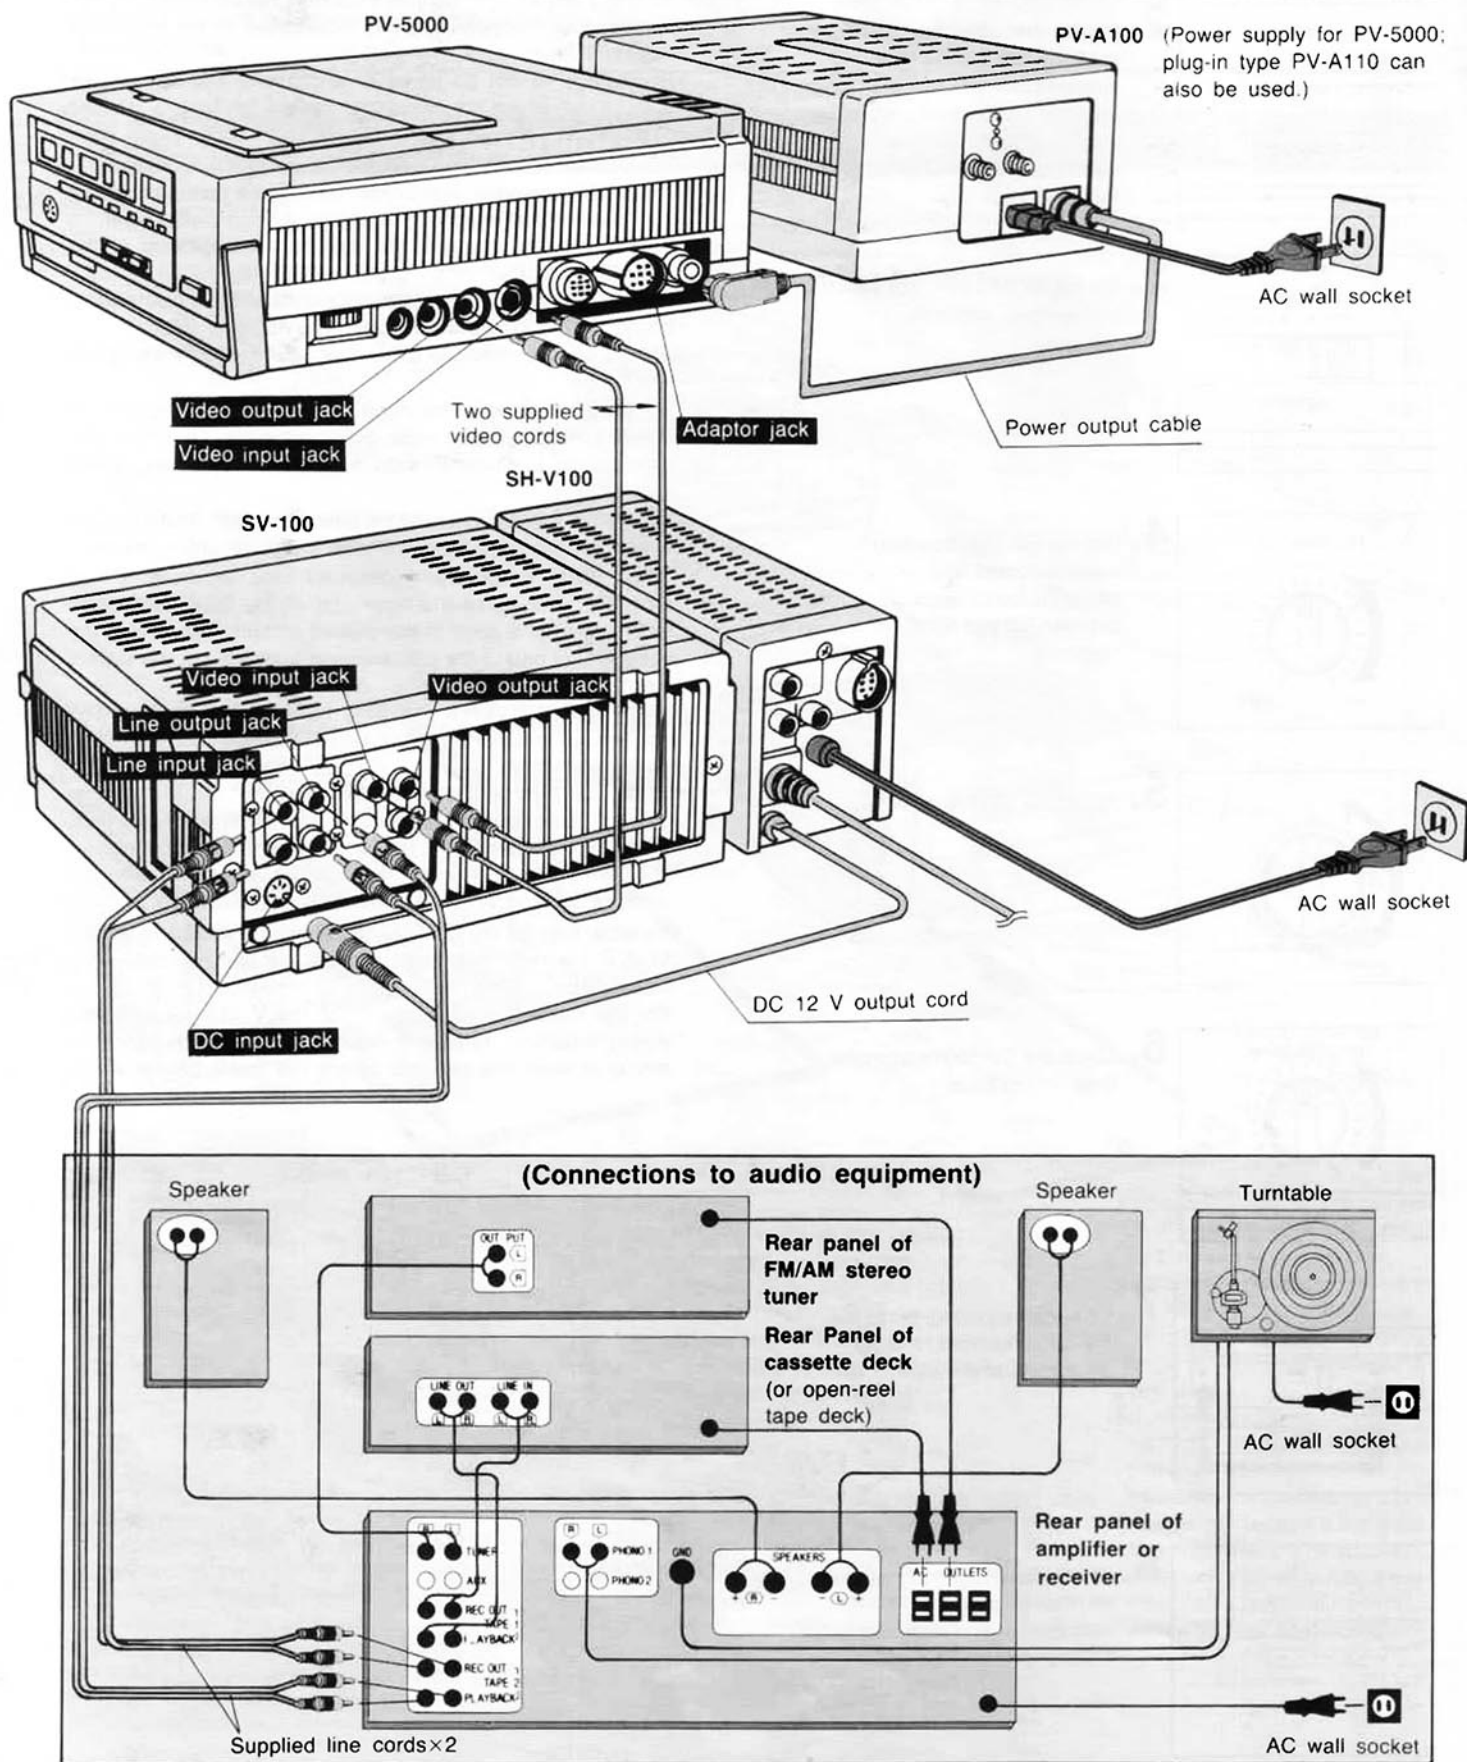 PV-5000
PV-A100 (Power supply for PV-5000;
plug-in type PV-A110 can
also be used.)
AC wall socket
Video output jack
Video input jack
Two supplied
video cords
Adaptor jack
Power output cable
SH-V100
SV-100
Video input jack
Video output jack
Line output jack
Line input jack
AC wall socket
DC 12 V output cord
DC input jack
(Connections to audio equipment)
Speaker
Speaker
Turntable
OUT PUT
L
R
Rear panel of
FM/AM stereo
tuner
Rear Panel of
cassette deck
(or open-reel
tape deck)
LINE OUT LINE IN
L R L R
AC wall socket
Rear panel of
amplifier or
receiver
R L
TUNER
AUX
REC OUT
TAPE 1
PLAYBACK
REC OUT
TAPE 2
PLAYBACK
R L
PHONO 1
PHONO 2
GND
SPEAKERS
+ R - - L +
AC OUTLETS
Supplied line cords×2
AC wall socket